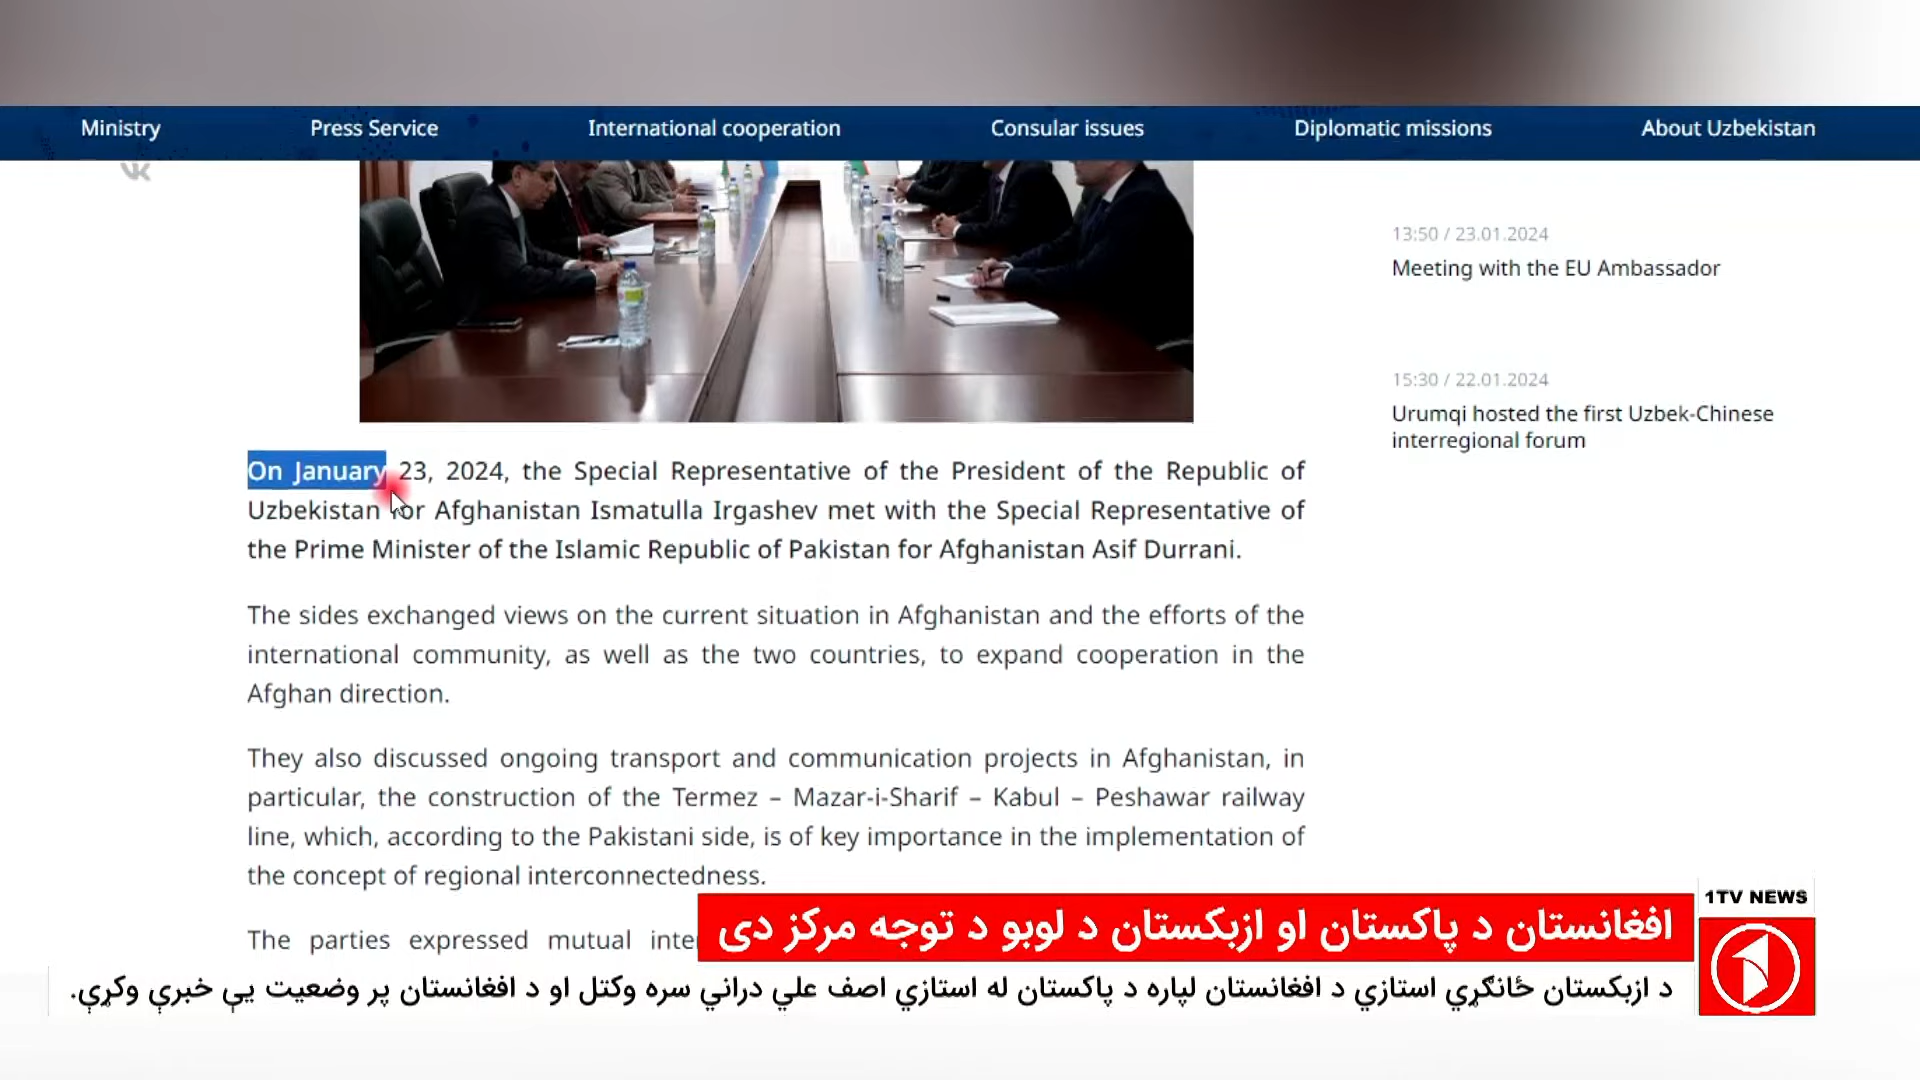 Ministry
Press Service
International cooperation
Consular issues
Diplomatic missions
About Uzbekistan
13:50 / 23.01.2024
Meeting with the EU Ambassador
15:30 / 22.01.2024
Urumqi hosted the first Uzbek-Chinese
interregional forum
On January 23, 2024, the Special Representative of the President of the Republic of
Uzbekistan for Afghanistan Ismatulla Irgashev met with the Special Representative of
the Prime Minister of the Islamic Republic of Pakistan for Afghanistan Asif Durrani.
The sides exchanged views on the current situation in Afghanistan and the efforts of the
international community, as well as the two countries, to expand cooperation in the
Afghan direction.
They also discussed ongoing transport and communication projects in Afghanistan, in
particular, the construction of the Termez – Mazar-i-Sharif – Kabul – Peshawar railway
line, which, according to the Pakistani side, is of key importance in the implementation of
the concept of regional interconnectedness.
The parties expressed mutual
1TV NEWS
افغانستان د پاکستان او ازبکستان د لوبو د توجه مرکز دی
د ازبکستان ځانګړي استازي د افغانستان لپاره د پاکستان له استازي اصف علي دراني سره وکتل او د افغانستان پر وضعیت یې خبرې وکړې.